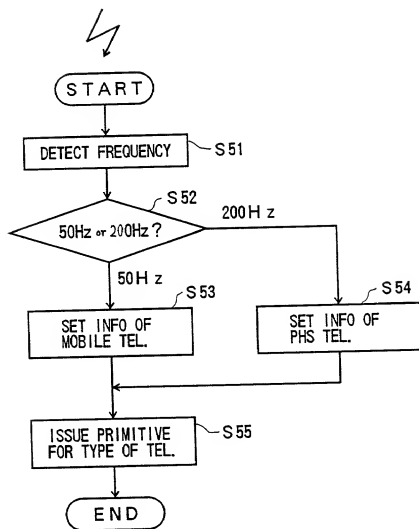 START
DETECT FREQUENCY
S51
S52
50Hz or 200Hz?
200Hz
50Hz
S53
S54
SET INFO OF
MOBILE TEL.
SET INFO OF
PHS TEL.
ISSUE PRIMITIVE
FOR TYPE OF TEL.
S55
END